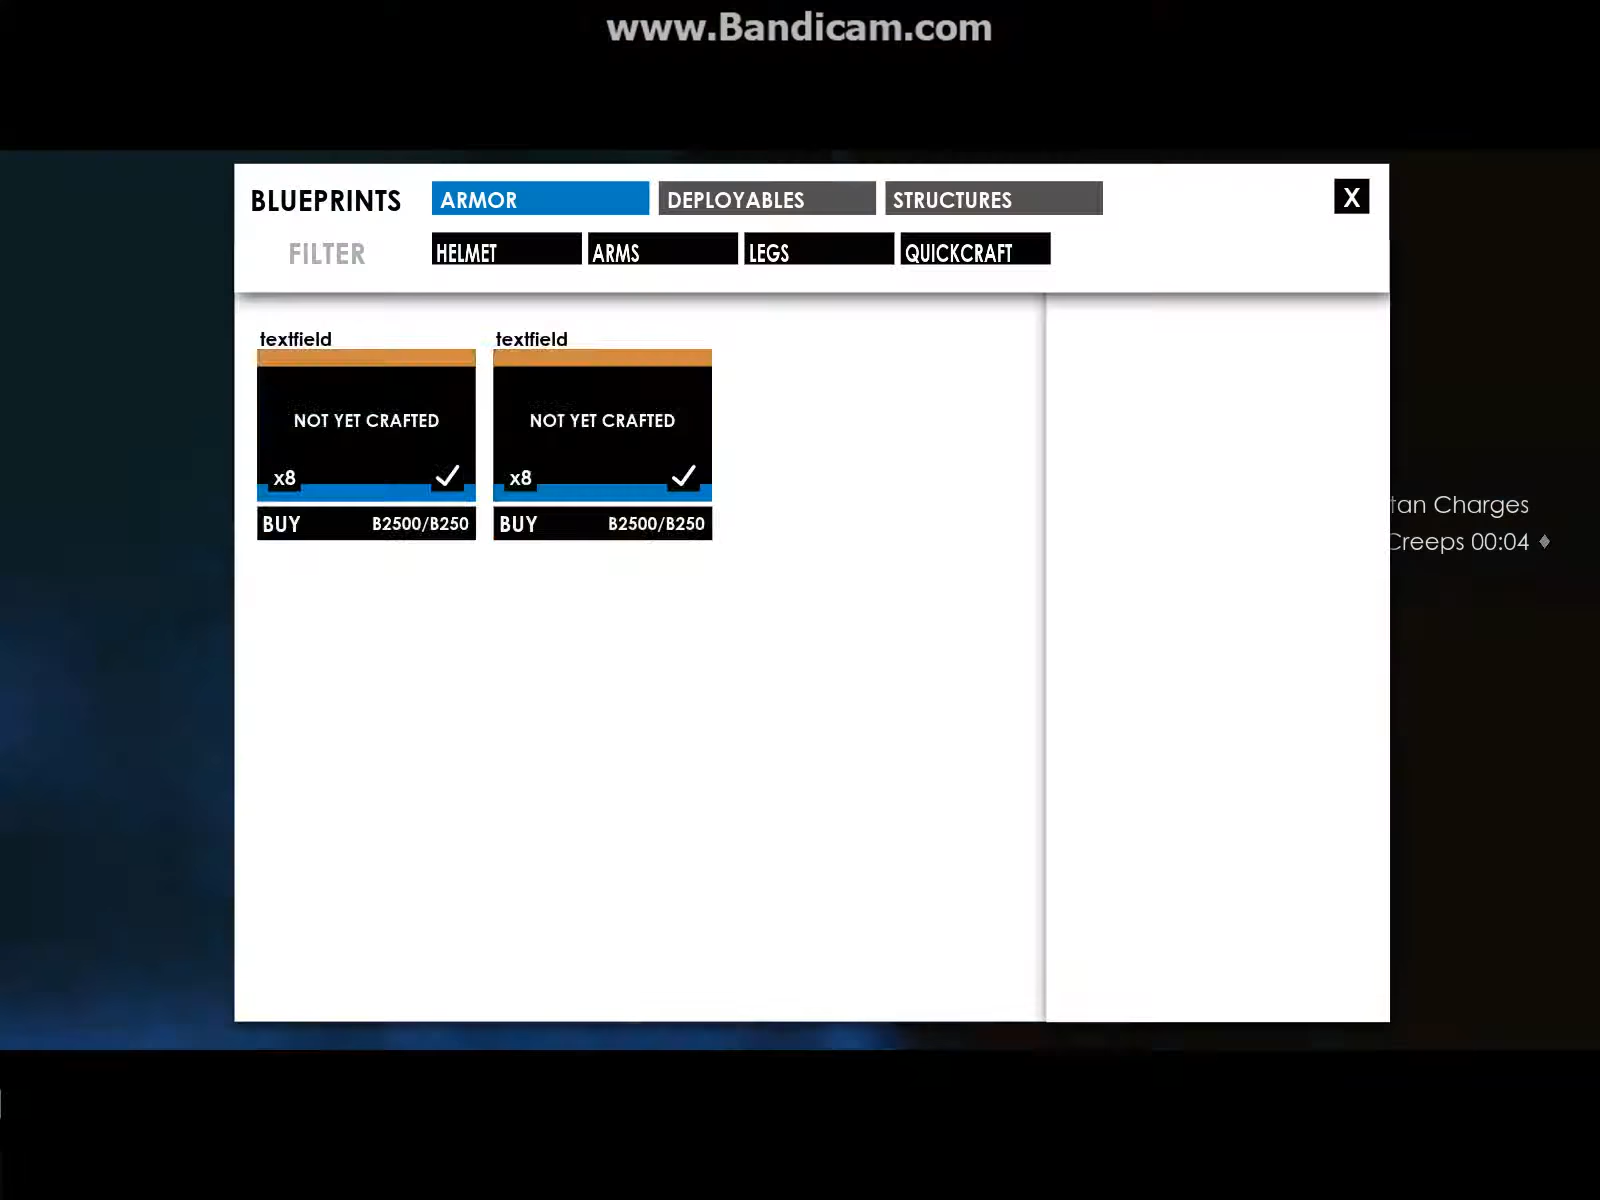 www.Bandicam.com
BLUEPRINTS
ARMOR
DEPLOYABLES
STRUCTURES
X
FILTER
HELMET
ARMS
LEGS
QUICKCRAFT
textfield
textfield
NOT YET CRAFTED
NOT YET CRAFTED
x8
x8
BUY B2500/B250
BUY B2500/B250
tan Charges
Creeps 00:04